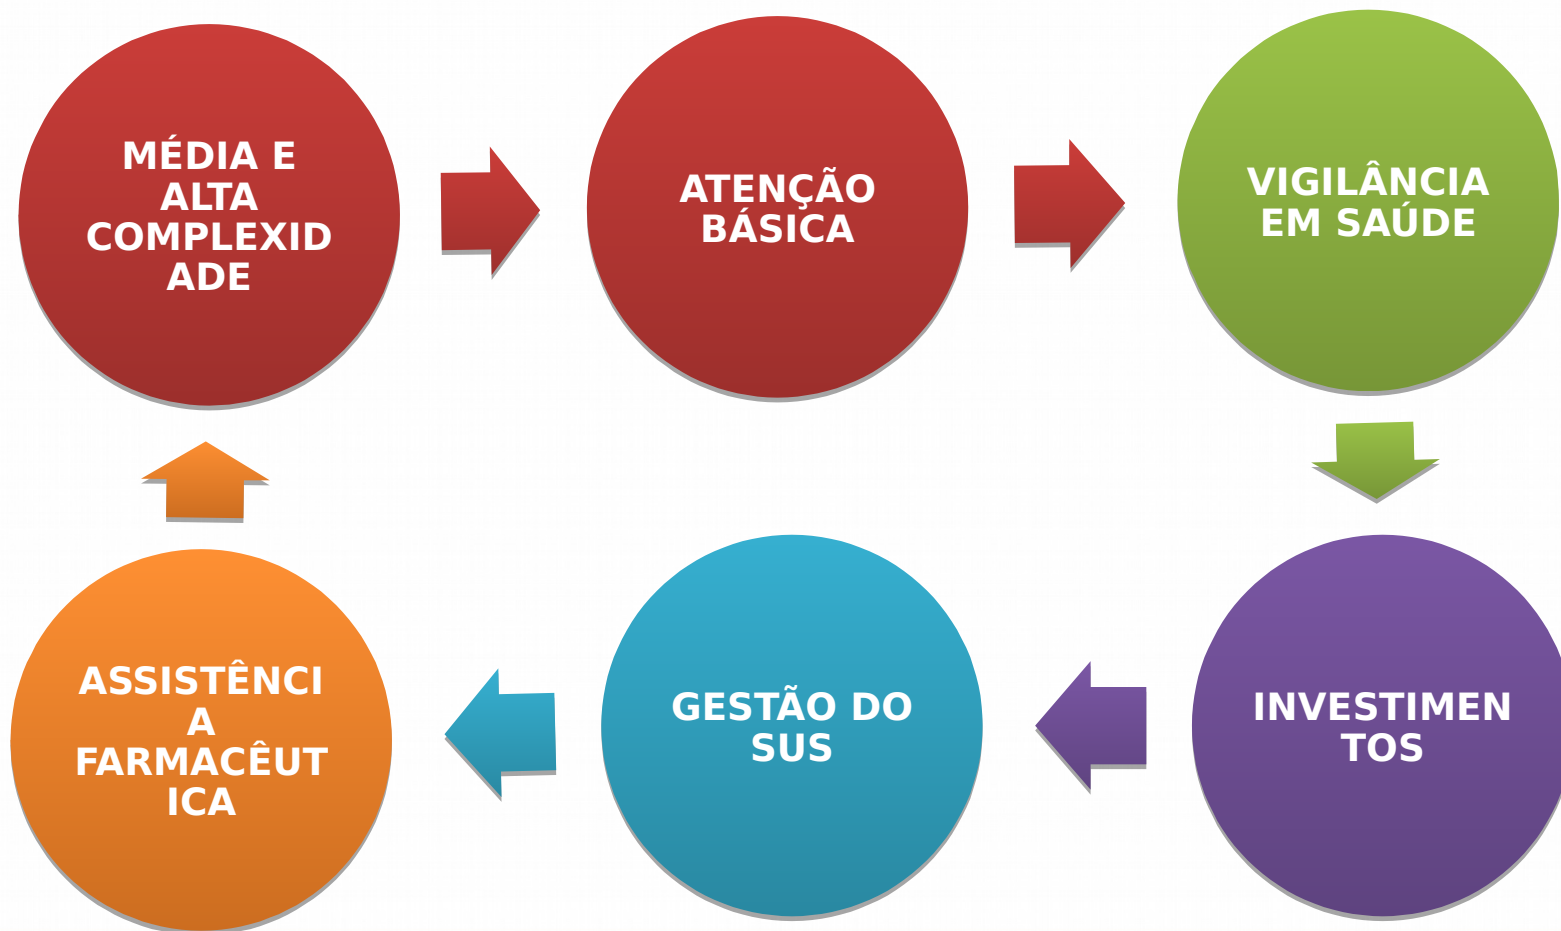 MÉDIA E
ALTA
COMPLEXID
ADE
ATENÇÃO
BÁSICA
VIGILÂNCIA
EM SAÚDE
ASSISTÊNCI
A
FARMACÊUT
ICA
GESTÃO DO
SUS
INVESTIMEN
TOS